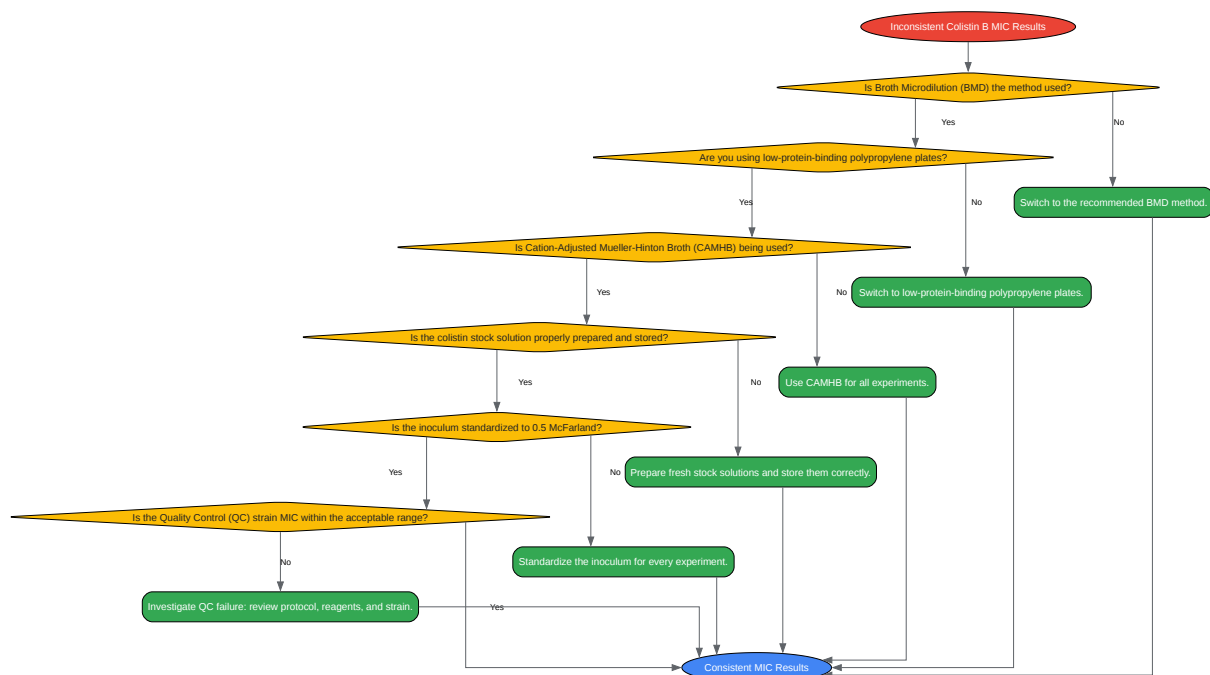 Inconsistent Colistin B MIC Results
Is Broth Microdilution (BMD) the method used?
Yes
No
Are you using low-protein-binding polypropylene plates?
Yes
No
Switch to the recommended BMD method.
Is Cation-Adjusted Mueller-Hinton Broth (CAMHB) being used?
Yes
No
Switch to low-protein-binding polypropylene plates.
Is the colistin stock solution properly prepared and stored?
Yes
No
Use CAMHB for all experiments.
Is the inoculum standardized to 0.5 McFarland?
Yes
No
Prepare fresh stock solutions and store them correctly.
Is the Quality Control (QC) strain MIC within the acceptable range?
No
Standardize the inoculum for every experiment.
Investigate QC failure: review protocol, reagents, and strain.
Yes
Consistent MIC Results